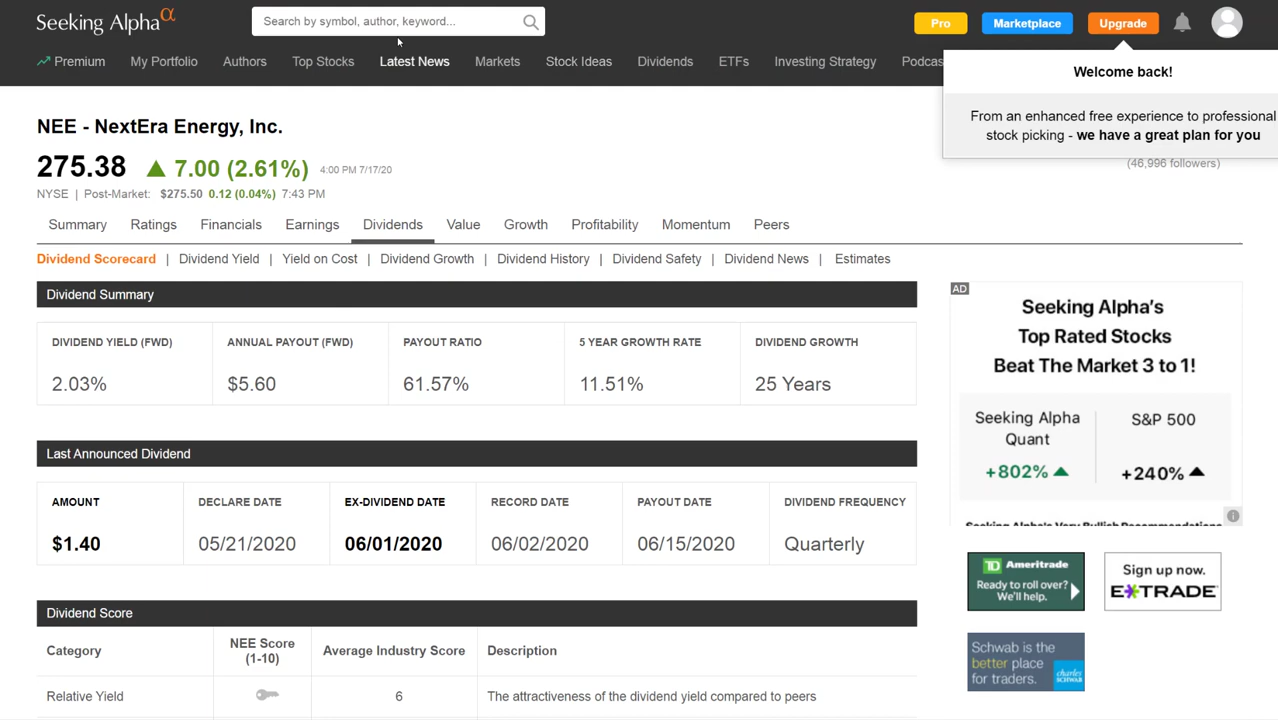 Seeking Alpha α
Search by symbol, author, keyword...
Pro
Marketplace
Upgrade
Premium
My Portfolio
Authors
Top Stocks
Latest News
Markets
Stock Ideas
Dividends
ETFs
Investing Strategy
Podcas
Welcome back!
From an enhanced free experience to professional
stock picking - we have a great plan for you
(46,996 followers)
NEE - NextEra Energy, Inc.
275.38 ▲ 7.00 (2.61%) 4:00 PM 7/17/20
NYSE | Post-Market: $275.50 0.12 (0.04%) 7:43 PM
Summary Ratings Financials Earnings Dividends Value Growth Profitability Momentum Peers
Dividend Scorecard | Dividend Yield | Yield on Cost | Dividend Growth | Dividend History | Dividend Safety | Dividend News | Estimates
Dividend Summary
DIVIDEND YIELD (FWD) ANNUAL PAYOUT (FWD) PAYOUT RATIO 5 YEAR GROWTH RATE DIVIDEND GROWTH
2.03% $5.60 61.57% 11.51% 25 Years
Last Announced Dividend
AMOUNT DECLARE DATE EX-DIVIDEND DATE RECORD DATE PAYOUT DATE DIVIDEND FREQUENCY
$1.40 05/21/2020 06/01/2020 06/02/2020 06/15/2020 Quarterly
Dividend Score
Category NEE Score (1-10) Average Industry Score Description
Relative Yield 6 The attractiveness of the dividend yield compared to peers
AD
Seeking Alpha's
Top Rated Stocks
Beat The Market 3 to 1!
Seeking Alpha
Quant
+802% ▲
S&P 500
+240% ▲
Seeking Alpha's Very Bullish Recommendations
TD Ameritrade
Ready to roll over?
We'll help.
Sign up now.
E*TRADE
Schwab is the
better place
for traders.
charles
SCHWAB